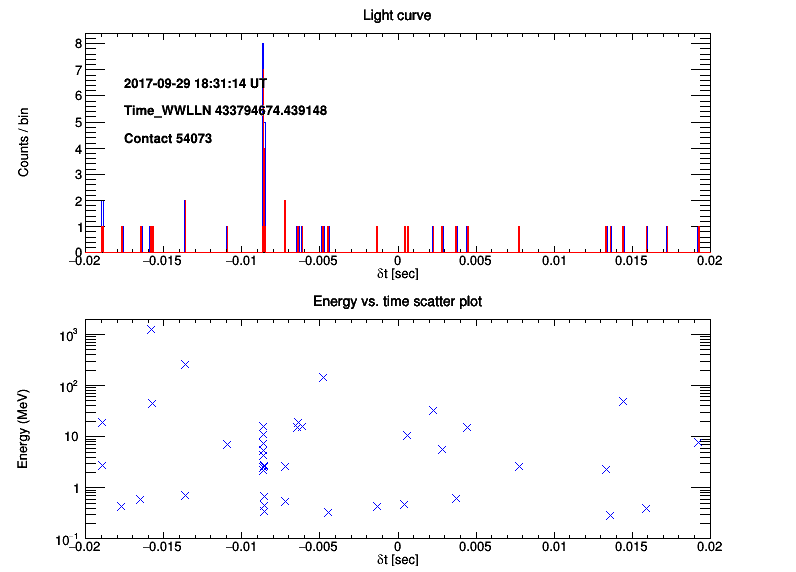 Light curve
Counts / bin
8
7
6
5
4
3
2
1
0
2017-09-29 18:31:14 UT
Time_WWLLN 433794674.439148
Contact 54073
−0.02 −0.015 −0.01 −0.005 0 0.005 0.01 0.015 0.02
δt [sec]
Energy vs. time scatter plot
Energy (MeV)
10³
10²
10
1
10⁻¹
−0.02 −0.015 −0.01 −0.005 0 0.005 0.01 0.015 0.02
δt [sec]